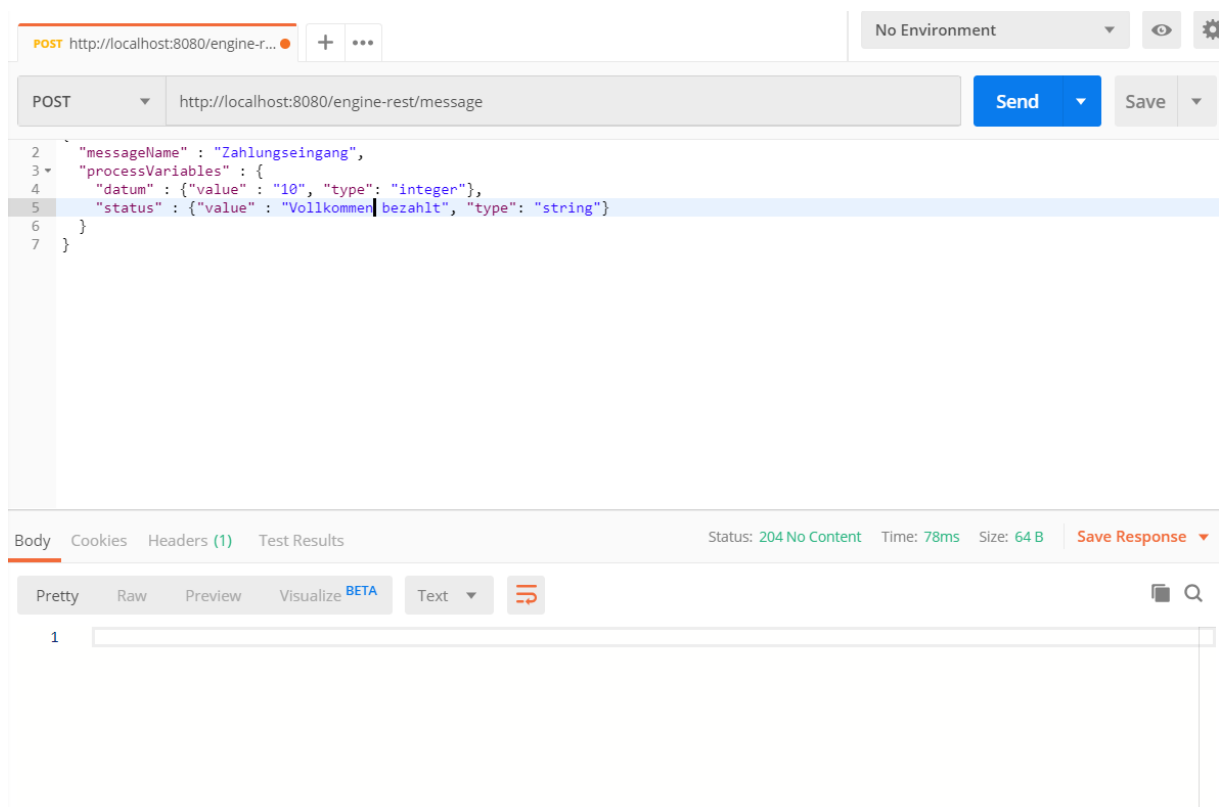 POST http://localhost:8080/engine-r... + •••
No Environment
POST http://localhost:8080/engine-rest/message Send Save
2 "messageName" : "Zahlungseingang",
3 "processVariables" : {
4 "datum" : {"value" : "10", "type": "integer"},
5 "status" : {"value" : "Vollkommen bezahlt", "type": "string"}
6 }
7 }
Body Cookies Headers (1) Test Results Status: 204 No Content Time: 78ms Size: 64 B Save Response
Pretty Raw Preview Visualize BETA Text
1